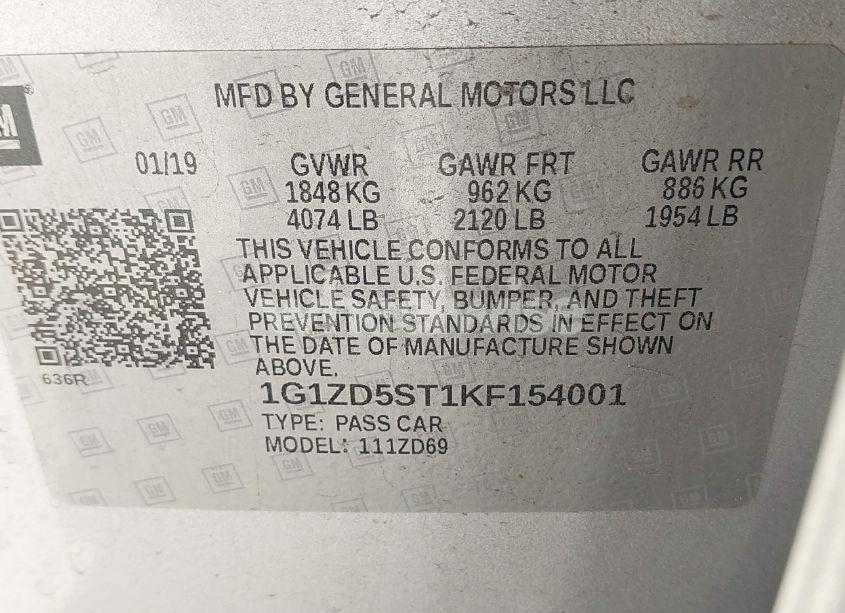 MFD BY GENERAL MOTORS LLC
GM
01/19 GVWR GAWR FRT GAWR RR
1848 KG 962 KG 886 KG
4074 LB 2120 LB 1954 LB
THIS VEHICLE CONFORMS TO ALL
APPLICABLE U.S. FEDERAL MOTOR
VEHICLE SAFETY, BUMPER, AND THEFT
PREVENTION STANDARDS IN EFFECT ON
THE DATE OF MANUFACTURE SHOWN
ABOVE.
636R
1G1ZD5ST1KF154001
TYPE: PASS CAR
MODEL: 111ZD69